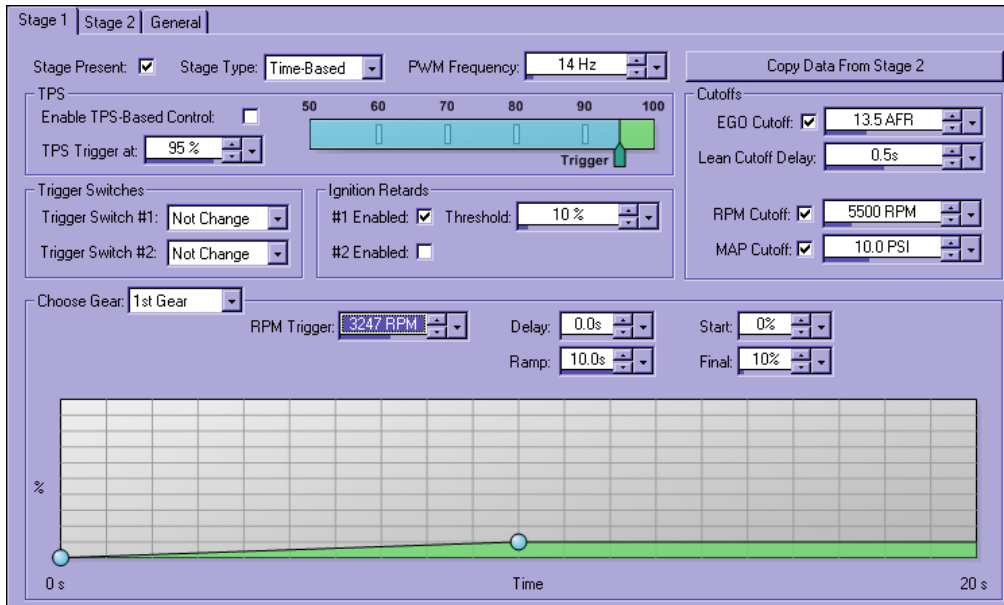 Stage 1 Stage 2 General
Stage Present: Stage Type: Time-Based PWM Frequency: 14 Hz Copy Data From Stage 2
TPS
Enable TPS-Based Control:
TPS Trigger at: 95 %
50 60 70 80 90 100
Trigger
Cutoffs
EGO Cutoff: 13.5 AFR
Lean Cutoff Delay: 0.5s
RPM Cutoff: 5500 RPM
MAP Cutoff: 10.0 PSI
Trigger Switches
Trigger Switch #1: Not Change
Trigger Switch #2: Not Change
Ignition Retards
#1 Enabled: Threshold: 10 %
#2 Enabled:
Choose Gear: 1st Gear
RPM Trigger: 3247 RPM Delay: 0.0s Start: 0%
Ramp: 10.0s Final: 10%
%
0 s Time 20 s